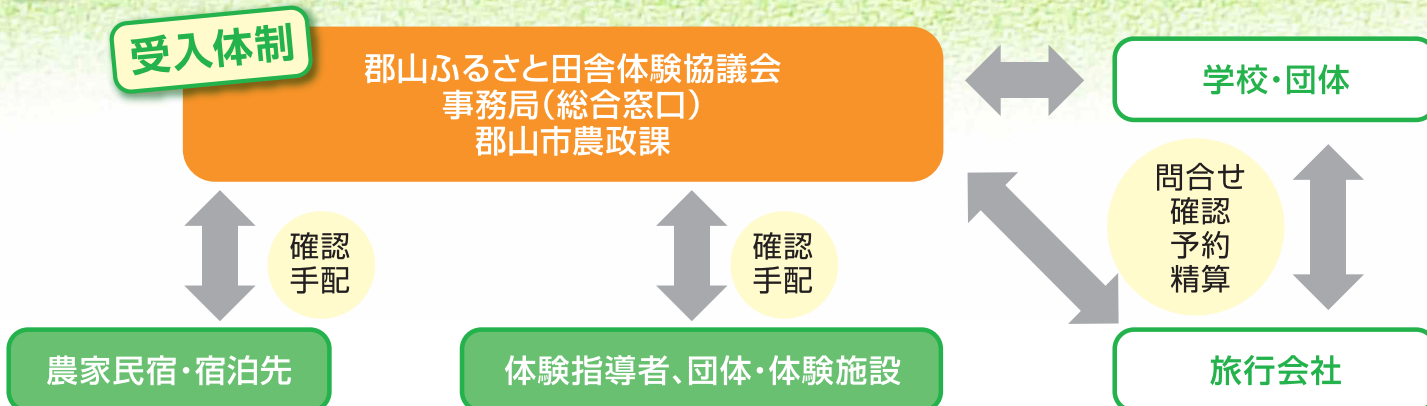 受入体制
郡山ふるさと田舎体験協議会
事務局(総合窓口)
郡山市農政課
学校・団体
問合せ
確認
予約
精算
確認
手配
確認
手配
農家民宿・宿泊先
体験指導者、団体・体験施設
旅行会社